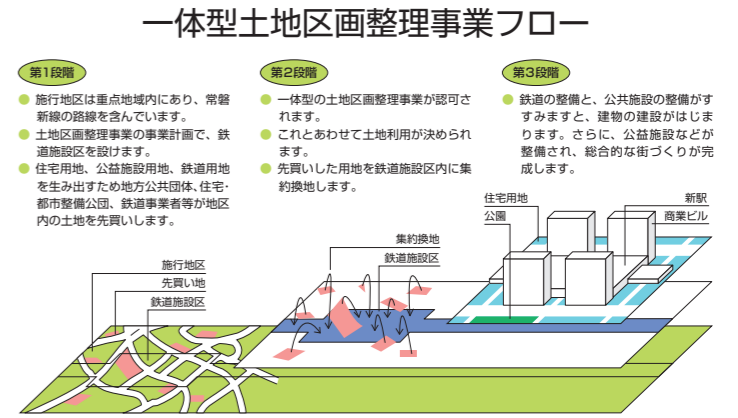 一体型土地区画整理事業フロー
第1段階
● 施行地区は重点地域内にあり、常磐
新線の路線を含んでいます。
● 土地区画整理事業の事業計画で、鉄
道施設区を設けます。
● 住宅用地、公益施設用地、鉄道用地
を生み出すため地方公共団体、住宅・
都市整備公団、鉄道事業者等が地区
内の土地を先買いします。
第2段階
● 一体型の土地区画整理事業が認可さ
れます。
● これとあわせて土地利用が決められ
ます。
● 先買いした用地を鉄道施設区内に集
約換地します。
第3段階
● 鉄道の整備と、公共施設の整備がす
すみますと、建物の建設がはじま
ります。さらに、公益施設などが
整備され、総合的な街づくりが完
成します。
住宅用地
公園
新駅
商業ビル
集約換地
鉄道施設区
施行地区
先買い地
鉄道施設区